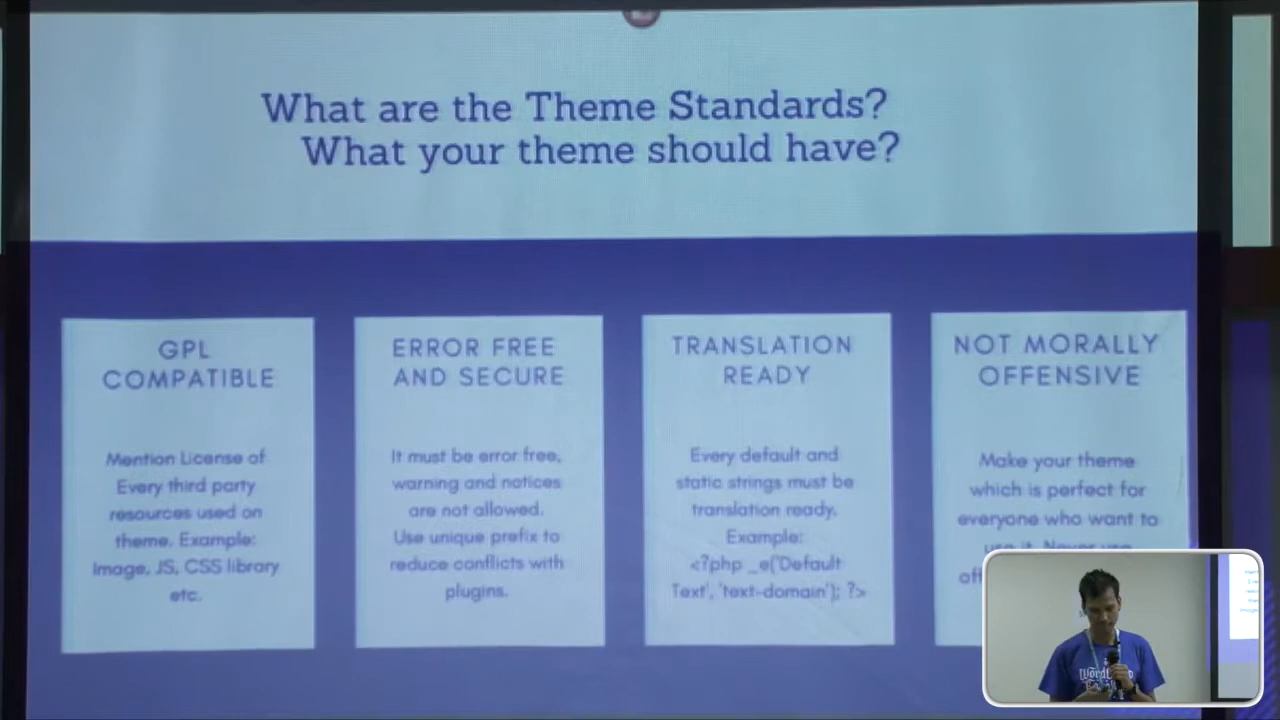 What are the Theme Standards?
What your theme should have?
GPL
COMPATIBLE
Mention License of
Every third party
resources used on
theme. Example:
Image, JS, CSS library
etc.
ERROR FREE
AND SECURE
It must be error free,
warning and notices
are not allowed.
Use unique prefix to
reduce conflicts with
plugins.
TRANSLATION
READY
Every default and
static strings must be
translation ready.
Example:
<?php _e('Default
Text', 'text-domain'); ?>
NOT MORALLY
OFFENSIVE
Make your theme
which is perfect for
everyone who want to
use it. Never use